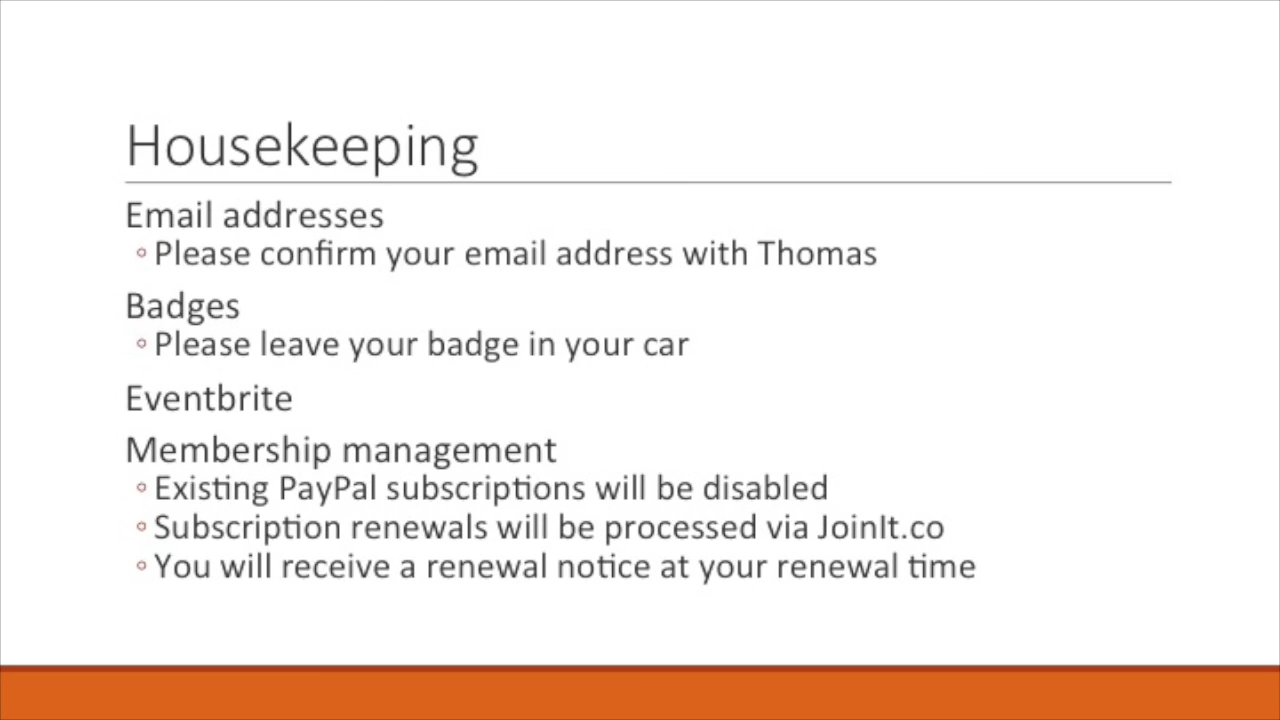 Housekeeping
Email addresses
◦ Please confirm your email address with Thomas
Badges
◦ Please leave your badge in your car
Eventbrite
Membership management
◦ Existing PayPal subscriptions will be disabled
◦ Subscription renewals will be processed via JoinIt.co
◦ You will receive a renewal notice at your renewal time